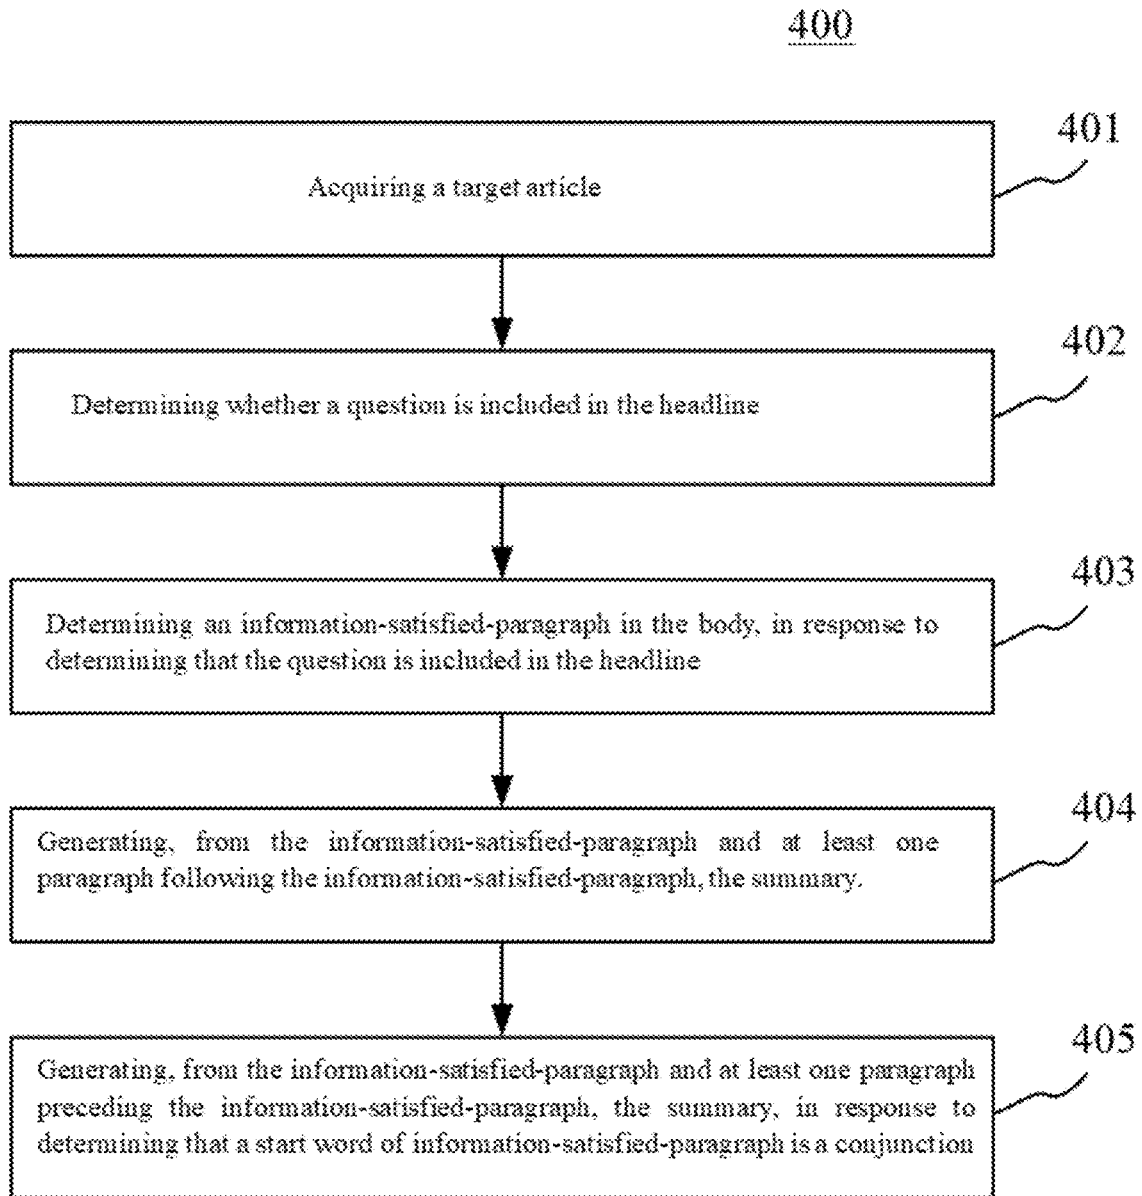 400
401
Acquiring a target article
402
Determining whether a question is included in the headline
403
Determining an information-satisfied-paragraph in the body, in response to
determining that the question is included in the headline
404
Generating, from the information-satisfied-paragraph and at least one
paragraph following the information-satisfied-paragraph, the summary.
405
Generating, from the information-satisfied-paragraph and at least one paragraph
preceding the information-satisfied-paragraph, the summary, in response to
determining that a start word of information-satisfied-paragraph is a conjunction